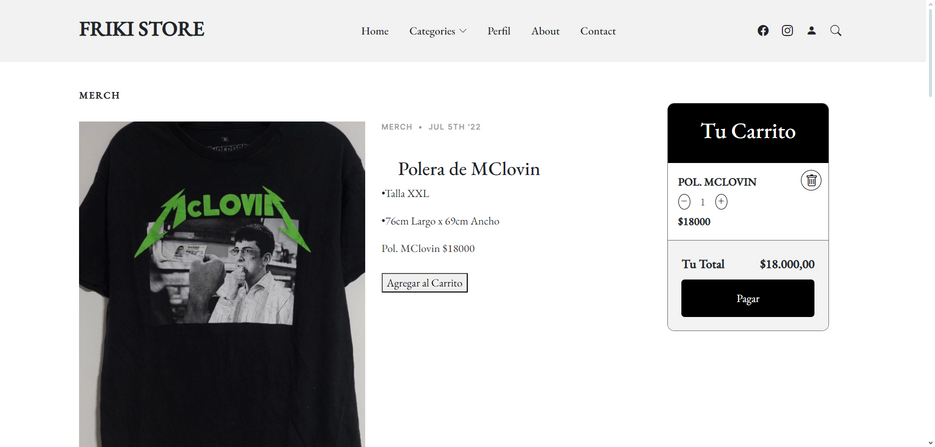 FRIKI STORE
Home Categories Perfil About Contact
MERCH
MCLOVIN
MERCH • JUL 5TH '22
Polera de MClovin
•Talla XXL
•76cm Largo x 69cm Ancho
Pol. MClovin $18000
Agregar al Carrito
Tu Carrito
POL. MCLOVIN
− 1 +
$18000
Tu Total $18.000,00
Pagar